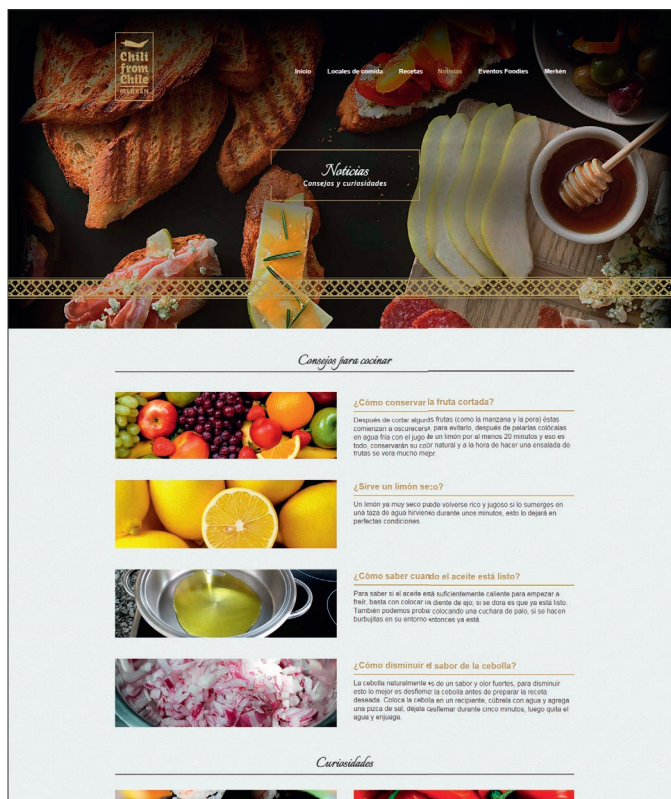 Chili
from
Chile
MERKÉN
Inicio Locales de comida Recetas Noticias Eventos Foodies Merkén
Noticias
Consejos y curiosidades
Consejos para cocinar
¿Cómo conservar la fruta cortada?
Después de cortar algunas frutas (como la manzana y la pera) éstas
comienzan a oscurecerse, para evitarlo, después de pelarlas colócalas
en agua fría con el jugo de un limón por al menos 20 minutos y eso es
todo, conservarán su color natural y a la hora de hacer una ensalada de
frutas se vera mucho mejor.
¿Sirve un limón seco?
Un limón ya muy seco puede volverse rico y jugoso si lo sumerges en
una taza de agua hirviendo durante unos minutos, esto lo dejará en
perfectas condiciones.
¿Cómo saber cuando el aceite está listo?
Para saber si el aceite está suficientemente caliente para empezar a
freír, basta con colocar un diente de ajo, si se dora es que ya está listo.
También podemos probar colocando una cuchara de palo, si se hacen
burbujitas en su entorno entonces ya está
¿Cómo disminuir el sabor de la cebolla?
La cebolla naturalmente es de un sabor y olor fuertes, para disminuir
esto lo mejor es desflemar la cebolla antes de preparar la receta
deseada. Coloca la cebolla en un recipiente, cúbrela con agua y agrega
una pizca de sal, déjala desflemar durante cinco minutos, luego quita el
agua y enjuaga.
Curiosidades